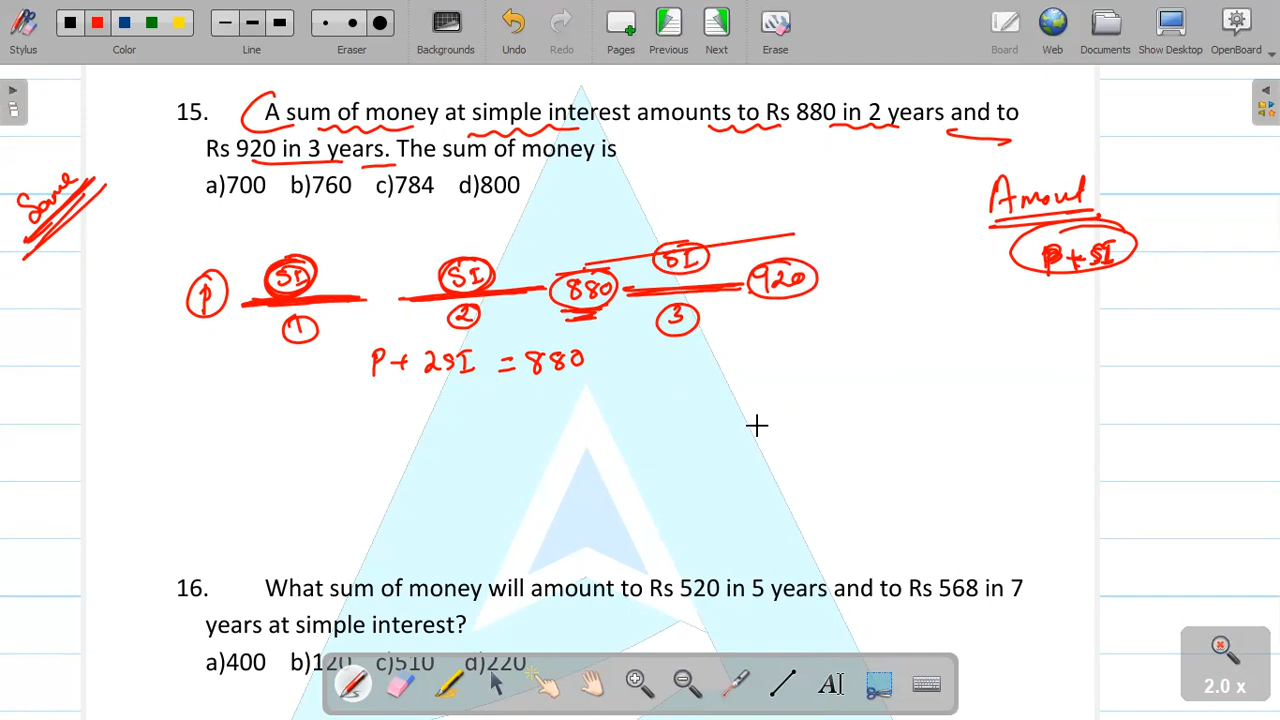 Stylus Color Line Eraser Backgrounds Undo Redo Pages Previous Next Erase Board Web Documents Show Desktop OpenBoard
15. A sum of money at simple interest amounts to Rs 880 in 2 years and to
Rs 920 in 3 years. The sum of money is
a)700 b)760 c)784 d)800
Same
Amout
P + SI
P SI SI 880 SI 920
1 2 3
P + 2SI = 880
16. What sum of money will amount to Rs 520 in 5 years and to Rs 568 in 7
years at simple interest?
a)400 b)120 c)510 d)220
2.0 x